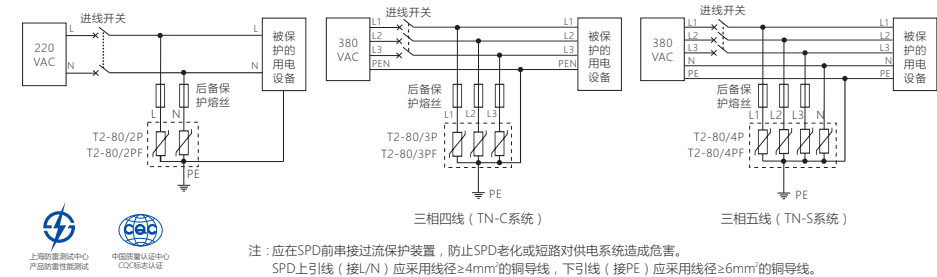 进线开关
L
L
220
VAC
N
N
被保
护的
用电
设备
后备保
护熔丝
L
N
T2-80/2P
T2-80/2PF
PE
进线开关
L1
L1
L2
L2
L3
L3
380
VAC
PEN
PEN
被保
护的
用电
设备
后备保
护熔丝
L1
L2
L3
T2-80/3P
T2-80/3PF
PE
三相四线（TN-C系统）
进线开关
L1
L1
L2
L2
L3
L3
380
VAC
N
N
PE
PE
被保
护的
用电
设备
后备保
护熔丝
L1
L2
L3
N
T2-80/4P
T2-80/4PF
PE
三相五线（TN-S系统）
上海防雷测试中心
产品防雷性能测试
CQC
中国质量认证中心
CQC标志认证
注：应在SPD前串接过流保护装置，防止SPD老化或短路对供电系统造成危害。
SPD上引线（接L/N）应采用线径≥4mm²的铜导线，下引线（接PE）应采用线径≥6mm²的铜导线。